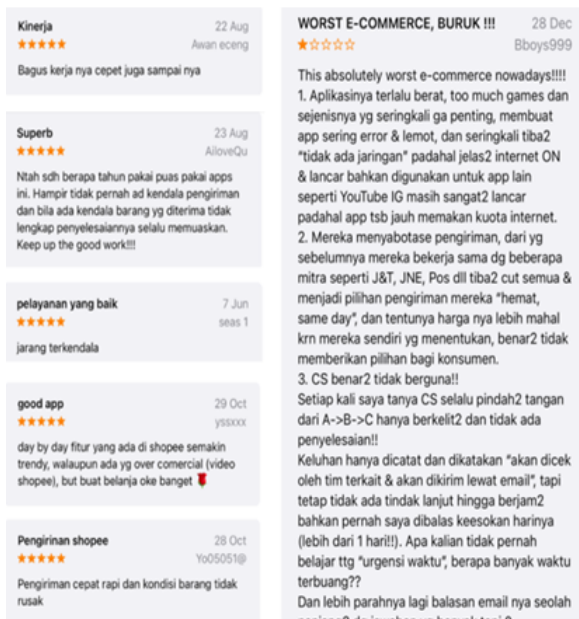 Kinerja
22 Aug
Awan eceng
Bagus kerja nya cepet juga sampai nya
Superb
23 Aug
AiloveQu
Ntah sdh berapa tahun pakai puas pakai apps
ini. Hampir tidak pernah ad kendala pengiriman
dan bila ada kendala barang yg diterima tidak
lengkap penyelesaiannya selalu memuaskan.
Keep up the good work!!!
pelayanan yang baik
7 Jun
seas 1
jarang terkendala
good app
29 Oct
yssxxx
day by day fitur yang ada di shopee semakin
trendy, walaupun ada yg over comercial (video
shopee), but buat belanja oke banget
Pengirinan shopee
28 Oct
Yo05051@
Pengiriman cepat rapi dan kondisi barang tidak
rusak
WORST E-COMMERCE, BURUK !!!
28 Dec
Bboys999
This absolutely worst e-commerce nowadays!!!!
1. Aplikasinya terlalu berat, too much games dan
sejenisnya yg seringkali ga penting, membuat
app sering error & lemot, dan seringkali tiba2
"tidak ada jaringan" padahal jelas2 internet ON
& lancar bahkan digunakan untuk app lain
seperti YouTube IG masih sangat2 lancar
padahal app tsb jauh memakan kuota internet.
2. Mereka menyabotase pengiriman, dari yg
sebelumnya mereka bekerja sama dg beberapa
mitra seperti J&T, JNE, Pos dll tiba2 cut semua &
menjadi pilihan pengiriman mereka "hemat,
same day", dan tentunya harga nya lebih mahal
krn mereka sendiri yg menentukan, benar2 tidak
memberikan pilihan bagi konsumen.
3. CS benar2 tidak berguna!!
Setiap kali saya tanya CS selalu pindah2 tangan
dari A->B->C hanya berkelit2 dan tidak ada
penyelesaian!!
Keluhan hanya dicatat dan dikatakan "akan dicek
oleh tim terkait & akan dikirim lewat email", tapi
tetap tidak ada tindak lanjut hingga berjam2
bahkan pernah saya dibalas keesokan harinya
(lebih dari 1 hari!!). Apa kalian tidak pernah
belajar ttg "urgensi waktu", berapa banyak waktu
terbuang??
Dan lebih parahnya lagi balasan email nya seolah